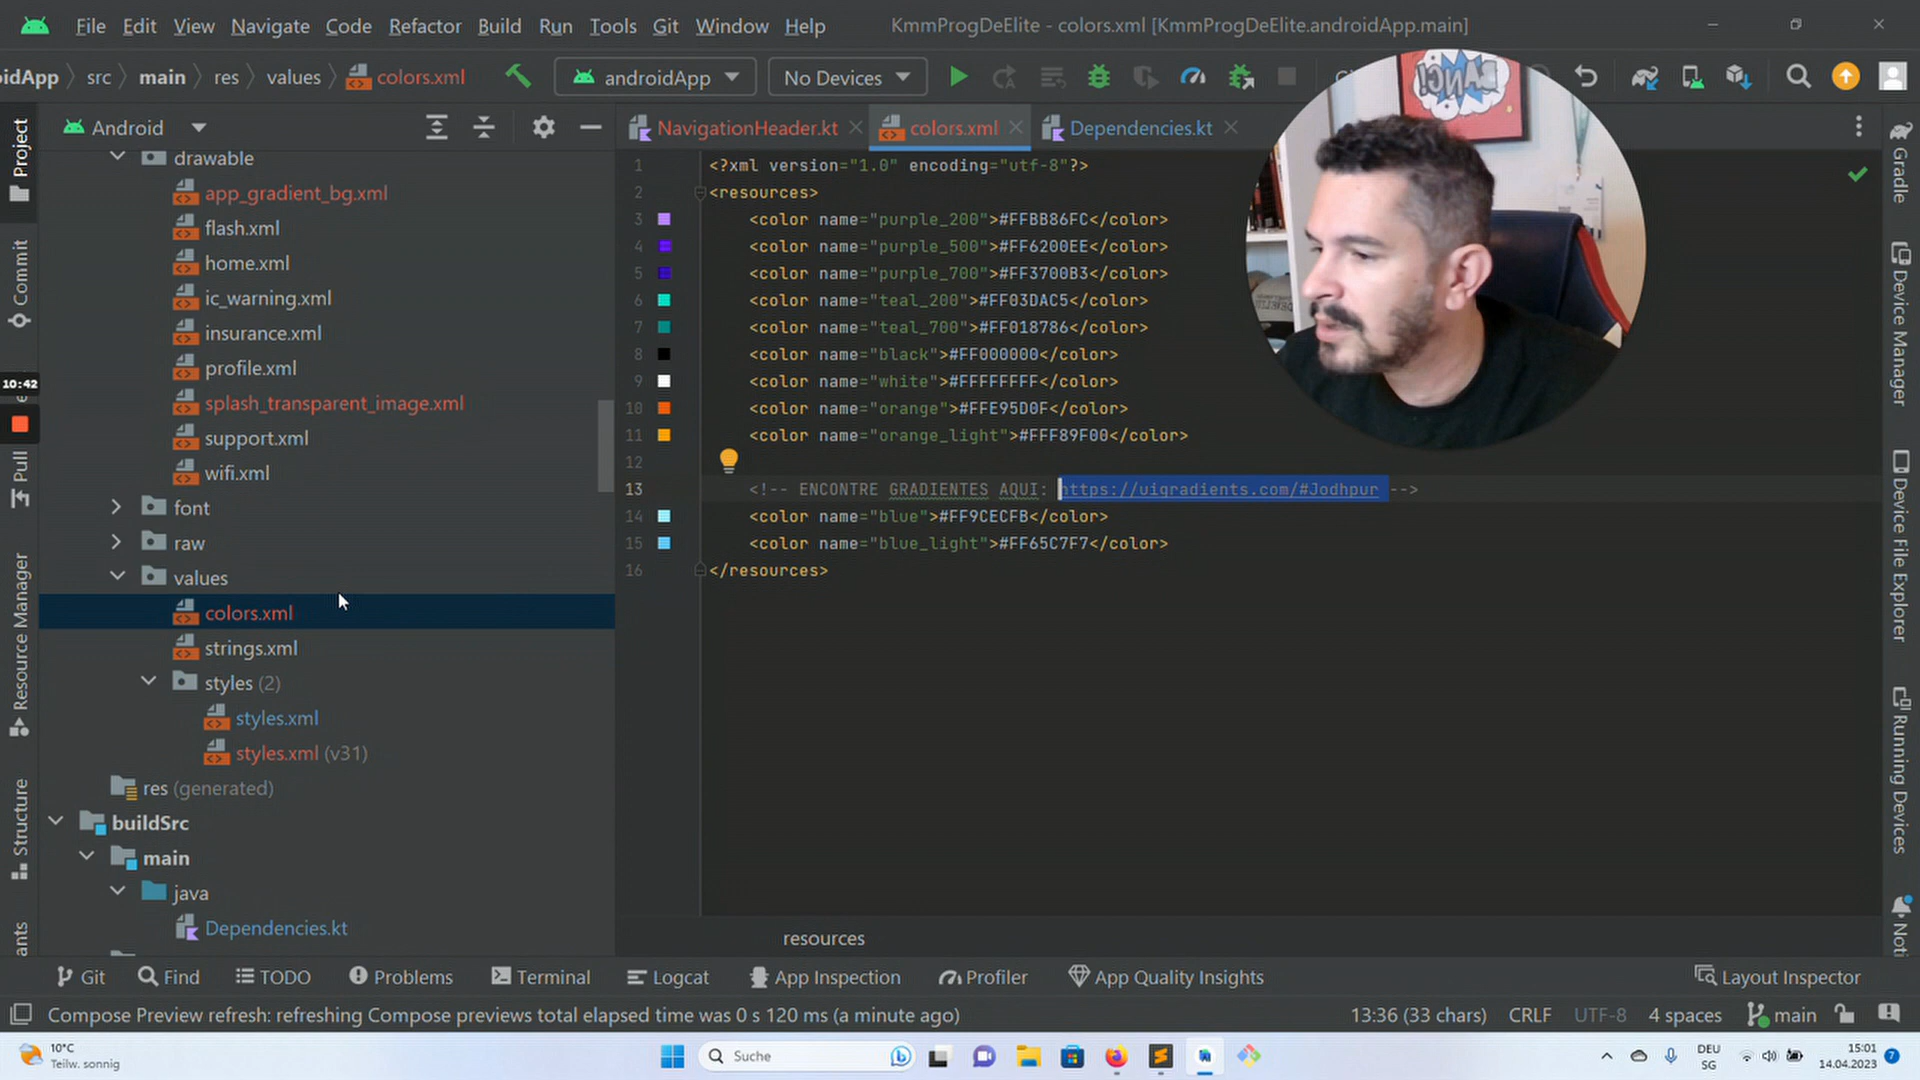 File Edit View Navigate Code Refactor Build Run Tools Git Window Help KmmProgDeElite - colors.xml [KmmProgDeElite.androidApp.main]
oidApp src main res values colors.xml androidApp No Devices
Project
Commit
10:42
Pull
Resource Manager
Structure
Android
drawable
app_gradient_bg.xml
flash.xml
home.xml
ic_warning.xml
insurance.xml
profile.xml
splash_transparent_image.xml
support.xml
wifi.xml
font
raw
values
colors.xml
strings.xml
styles (2)
styles.xml
styles.xml (v31)
res (generated)
buildSrc
main
java
Dependencies.kt
NavigationHeader.kt colors.xml Dependencies.kt
1 <?xml version="1.0" encoding="utf-8"?>
2 <resources>
3 <color name="purple_200">#FFBB86FC</color>
4 <color name="purple_500">#FF6200EE</color>
5 <color name="purple_700">#FF3700B3</color>
6 <color name="teal_200">#FF03DAC5</color>
7 <color name="teal_700">#FF018786</color>
8 <color name="black">#FF000000</color>
9 <color name="white">#FFFFFFFF</color>
10 <color name="orange">#FFE95D0F</color>
11 <color name="orange_light">#FFF89F00</color>
12
13 <!-- ENCONTRE GRADIENTES AQUI: https://uigradients.com/#Jodhpur -->
14 <color name="blue">#FF9CECFB</color>
15 <color name="blue_light">#FF65C7F7</color>
16 </resources>
resources
Gradle
Device Manager
Device File Explorer
Running Devices
Noti
Git Find TODO Problems Terminal Logcat App Inspection Profiler App Quality Insights Layout Inspector
Compose Preview refresh: refreshing Compose previews total elapsed time was 0 s 120 ms (a minute ago) 13:36 (33 chars) CRLF UTF-8 4 spaces main
10°C
Teilw. sonnig
Suche
DEU
SG
15:01
14.04.2023
7